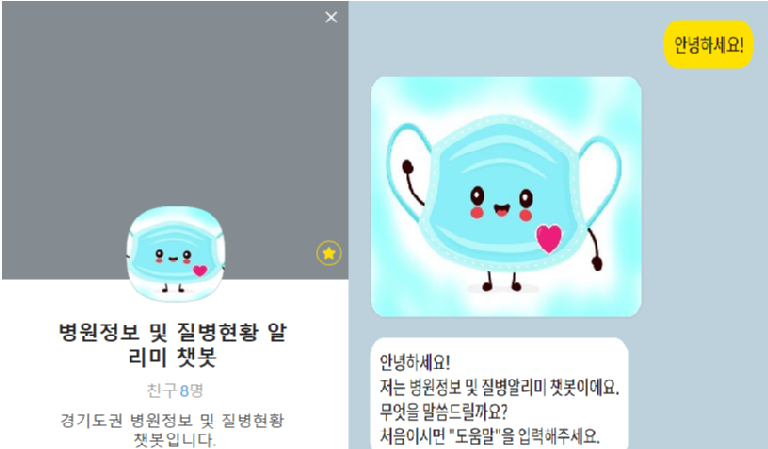 병원정보 및 질병현황 알
리미 챗봇
친구8명
경기도권 병원정보 및 질병현황
챗봇입니다.
안녕하세요!
안녕하세요!
저는 병원정보 및 질병알리미 챗봇이에요.
무엇을 말씀드릴까요?
처음이시면 "도움말"을 입력해주세요.